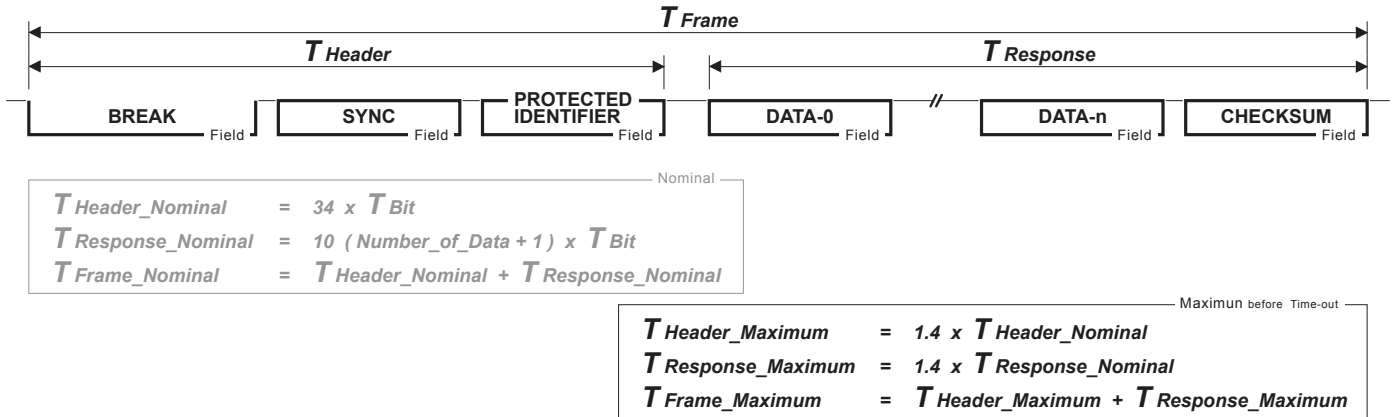 T Frame
T Header
T Response
BREAK
Field
SYNC
Field
PROTECTED
IDENTIFIER
Field
DATA-0
Field
//
DATA-n
Field
CHECKSUM
Field
Nominal
T Header_Nominal = 34 x T Bit
T Response_Nominal = 10 ( Number_of_Data + 1 ) x T Bit
T Frame_Nominal = T Header_Nominal + T Response_Nominal
Maximun before Time-out
T Header_Maximum = 1.4 x T Header_Nominal
T Response_Maximum = 1.4 x T Response_Nominal
T Frame_Maximum = T Header_Maximum + T Response_Maximum